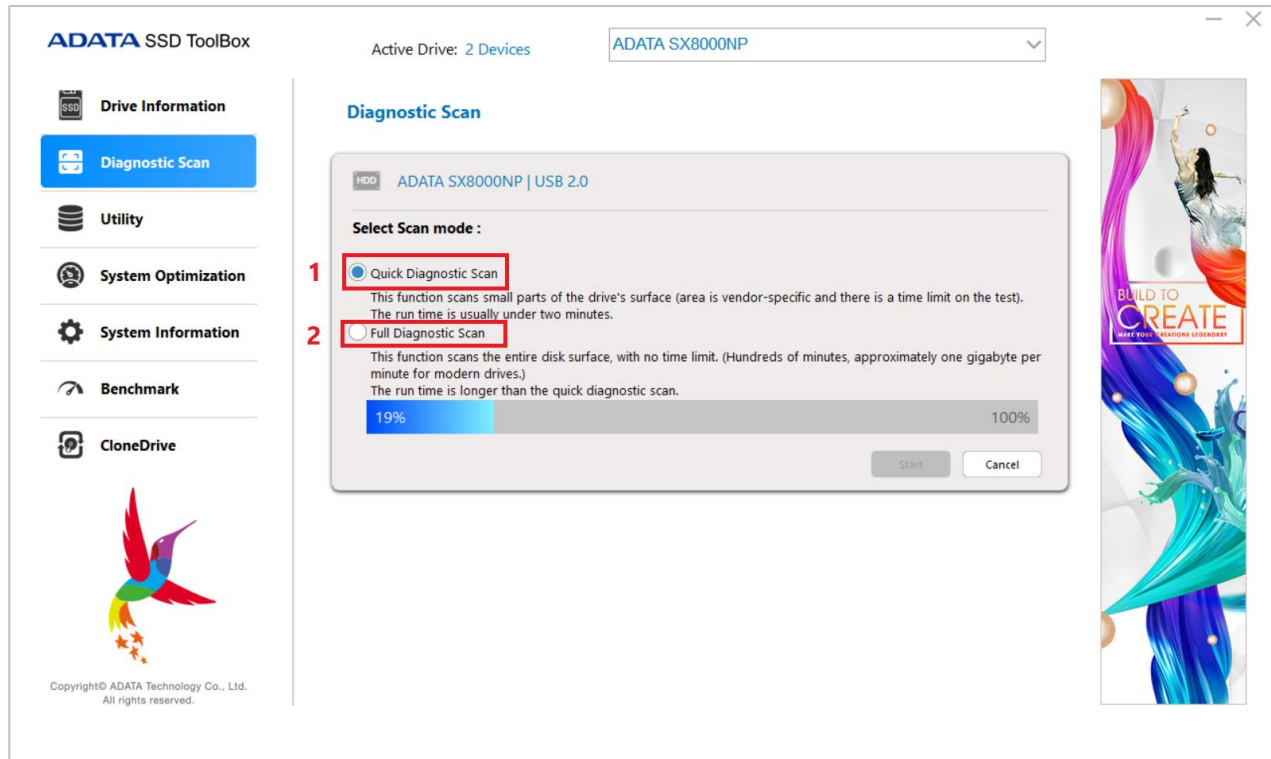 ADATA SSD ToolBox
Active Drive: 2 Devices
ADATA SX8000NP
SSD
Drive Information
Diagnostic Scan
Utility
System Optimization
System Information
Benchmark
CloneDrive
Copyright© ADATA Technology Co., Ltd.
All rights reserved.
Diagnostic Scan
HDD
ADATA SX8000NP | USB 2.0
Select Scan mode :
1
Quick Diagnostic Scan
This function scans small parts of the drive's surface (area is vendor-specific and there is a time limit on the test).
The run time is usually under two minutes.
2
Full Diagnostic Scan
This function scans the entire disk surface, with no time limit. (Hundreds of minutes, approximately one gigabyte per
minute for modern drives.)
The run time is longer than the quick diagnostic scan.
19%
100%
Start
Cancel
BUILD TO
CREATE
MAKE YOUR CREATIONS LEGENDARY